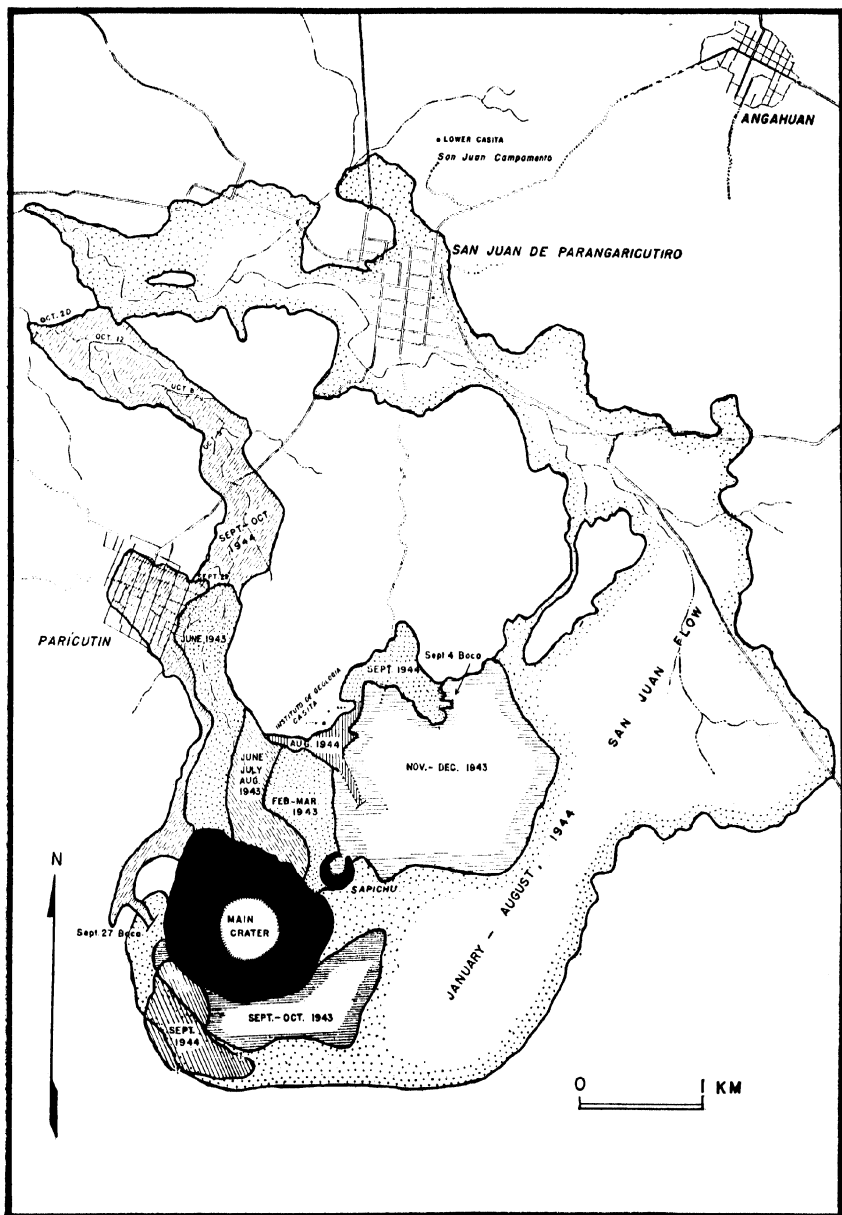 ANGAHUAN
LOWER CASITA
San Juan Campamento
SAN JUAN DE PARANGARICUTIRO
OCT. 20
OCT. 12
OCT. 8
SEPT.-OCT.
1944
PARICUTIN
JUNE, 1943
INSTITUTO DE GEOLOGIA
CASITA
SEPT. 1944
Sept 4 Boca
SAN JUAN FLOW
AUG. 1944
JUNE
JULY
AUG.
1943
FEB-MAR.
1943
NOV.- DEC. 1943
JANUARY - AUGUST, 1944
N
SAPICHU
MAIN
CRATER
Sept. 27 Boca
SEPT.- OCT. 1943
SEPT.
1944
0 1 KM